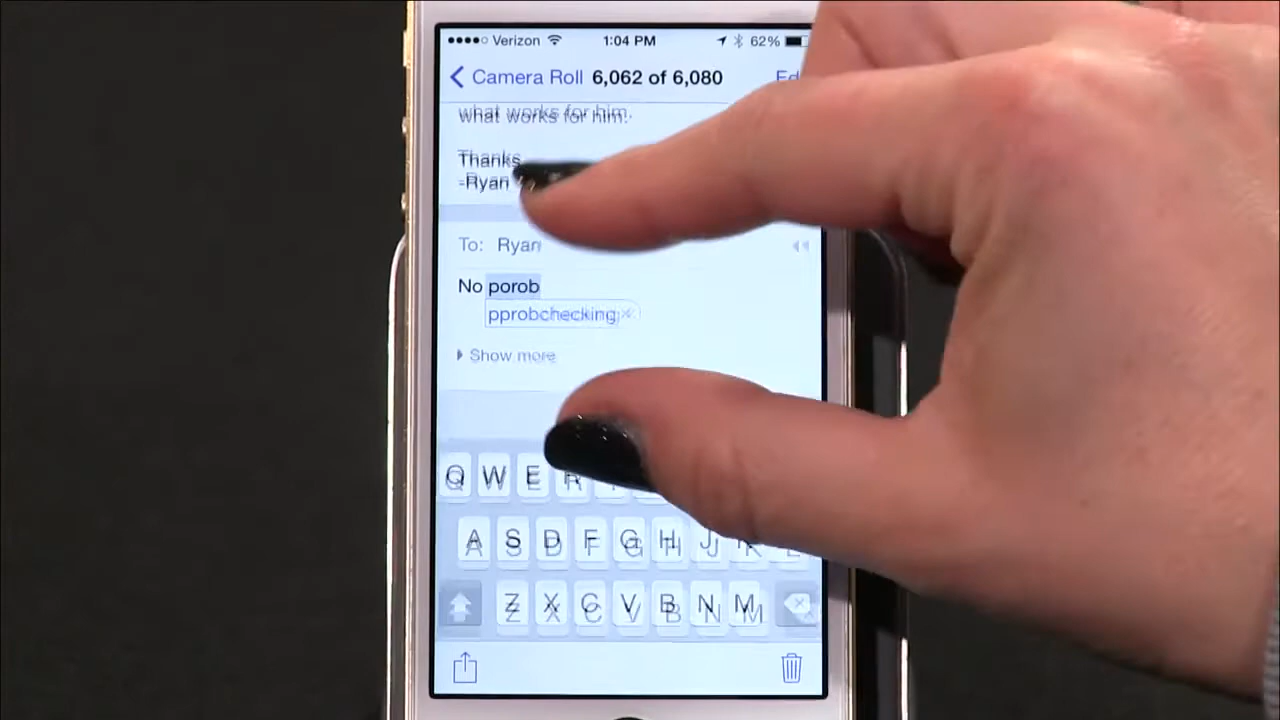 Verizon 1:04 PM 62%
Camera Roll 6,062 of 6,080
what works for him.
Thanks
-Ryan
To: Ryan
No porob
Show more
Q W E R
A S D F G H J
Z X C V B N M